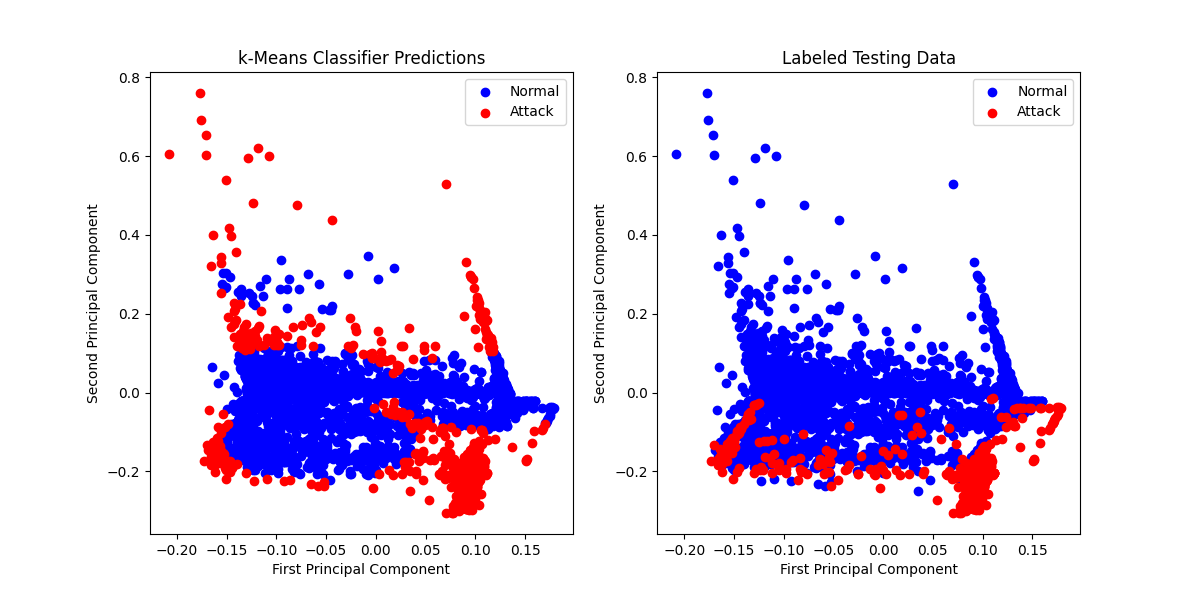 k-Means Classifier Predictions
Normal
Attack
0.8
0.6
0.4
0.2
0.0
−0.2
Second Principal Component
−0.20 −0.15 −0.10 −0.05 0.00 0.05 0.10 0.15
First Principal Component
Labeled Testing Data
Normal
Attack
0.6
0.4
0.2
0.0
−0.2
0.8
Second Principal Component
−0.20 −0.15 −0.10 −0.05 0.00 0.05 0.10 0.15
First Principal Component